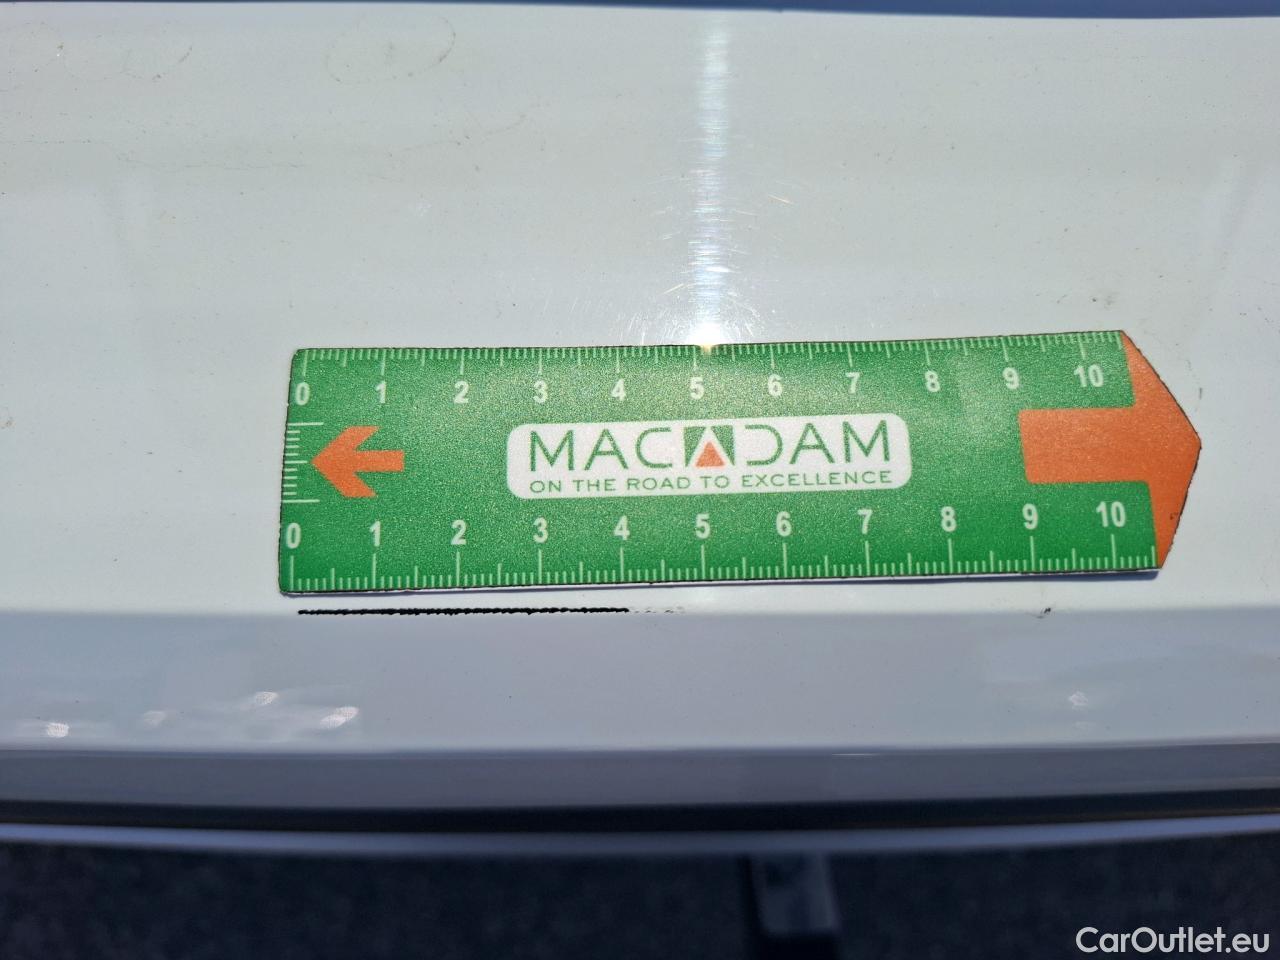 0 1 2 3 4 5 6 7 8 9 10
MACADAM
ON THE ROAD TO EXCELLENCE
0 1 2 3 4 5 6 7 8 9 10
CarOutlet.eu